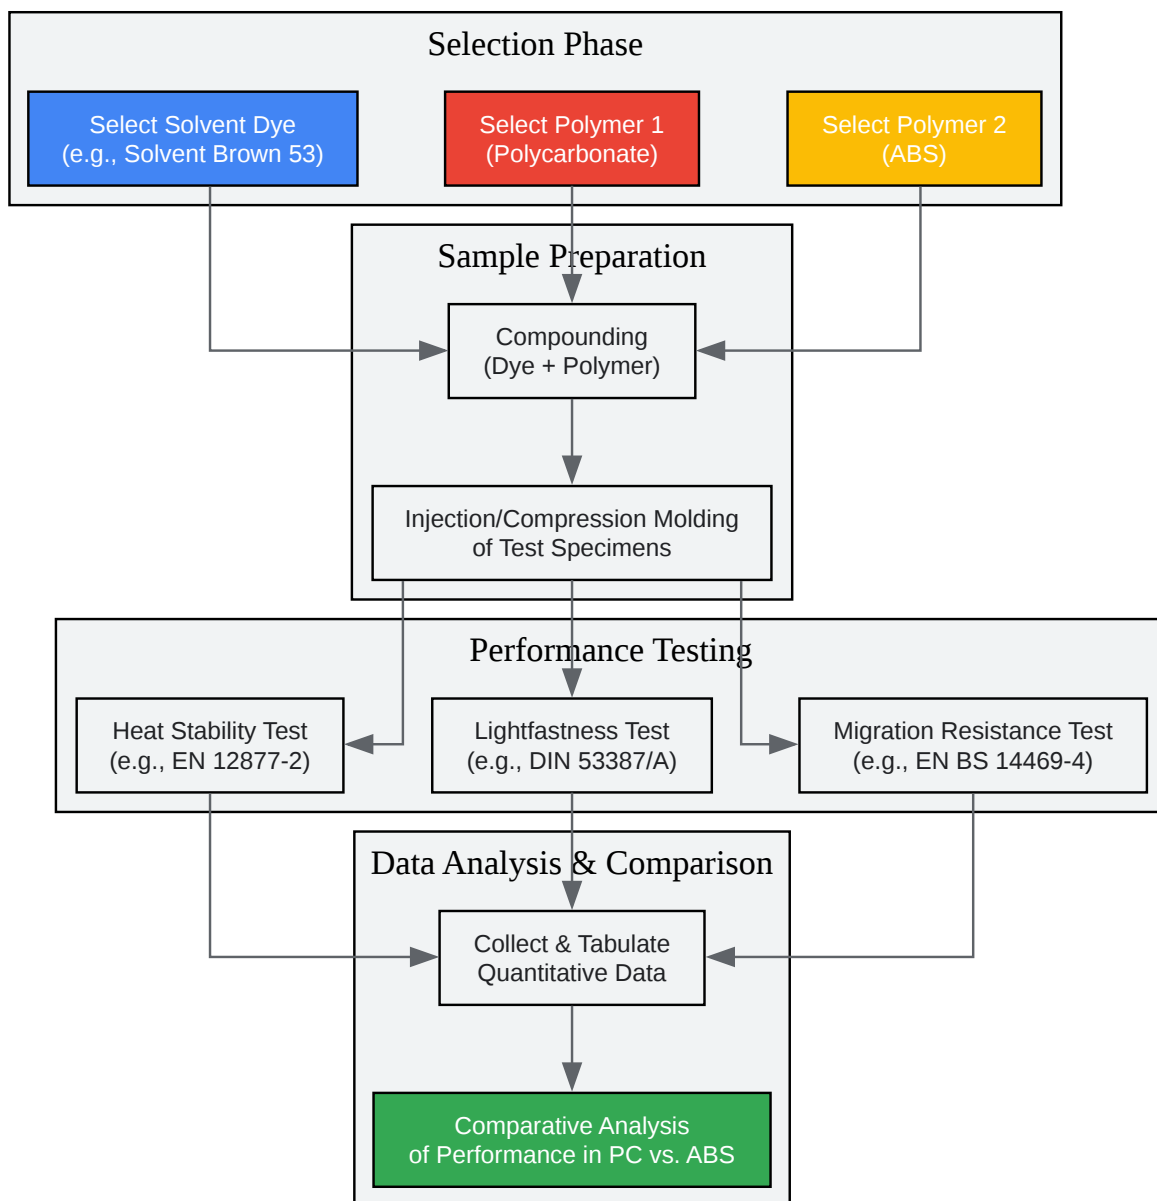 Selection Phase
Select Solvent Dye
(e.g., Solvent Brown 53)
Select Polymer 1
(Polycarbonate)
Select Polymer 2
(ABS)
Sample Preparation
Compounding
(Dye + Polymer)
Injection/Compression Molding
of Test Specimens
Performance Testing
Heat Stability Test
(e.g., EN 12877-2)
Lightfastness Test
(e.g., DIN 53387/A)
Migration Resistance Test
(e.g., EN BS 14469-4)
Data Analysis & Comparison
Collect & Tabulate
Quantitative Data
Comparative Analysis
of Performance in PC vs. ABS